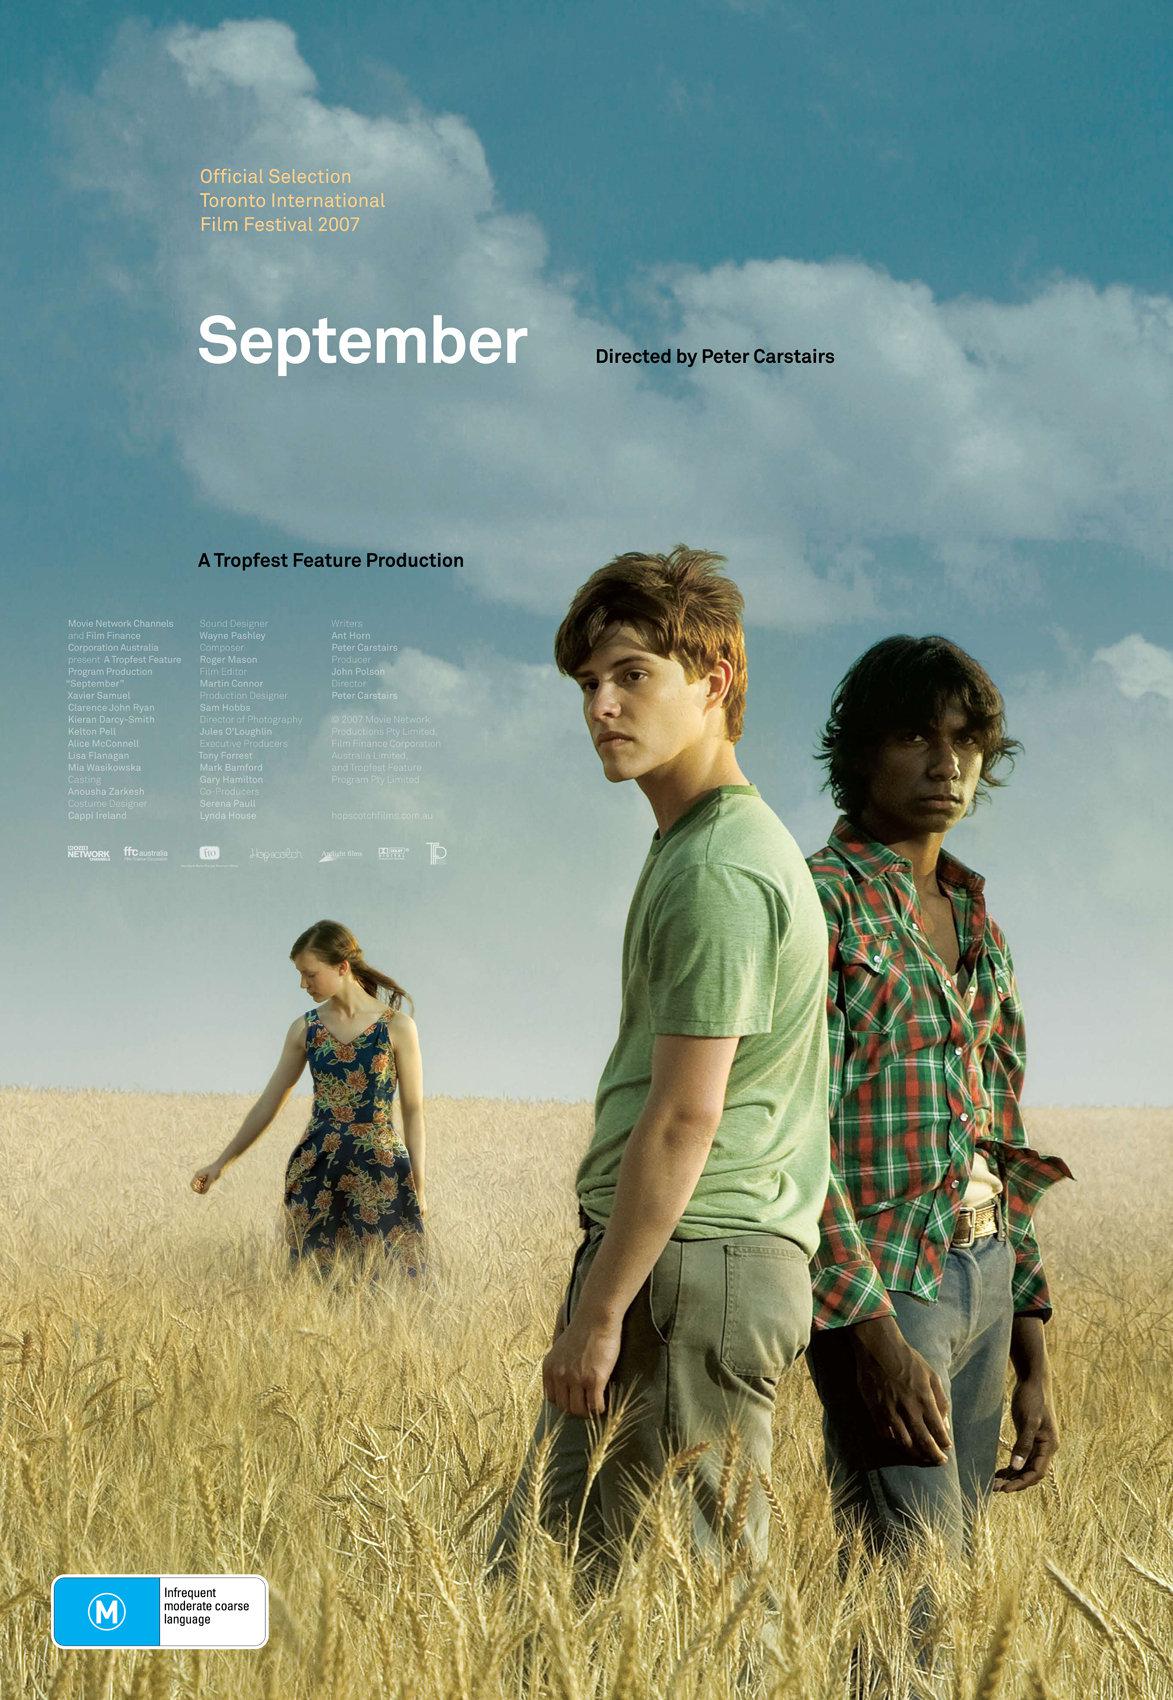 Official Selection
Toronto International
Film Festival 2007
September
Directed by Peter Carstairs
A Tropfest Feature Production
Movie Network Channels
and Film Finance
Corporation Australia
present A Tropfest Feature
Program Production
"September"
Xavier Samuel
Clarence John Ryan
Kieran Darcy-Smith
Kelton Pell
Alice McConnell
Lisa Flanagan
Mia Wasikowska
Casting
Anousha Zarkesh
Costume Designer
Cappi Ireland
Sound Designer
Wayne Pashley
Composer
Roger Mason
Film Editor
Martin Connor
Production Designer
Sam Hobbs
Director of Photography
Jules O'Loughlin
Executive Producers
Tony Forrest
Mark Bamford
Gary Hamilton
Co-Producers
Serena Paull
Lynda House
Writers
Ant Horn
Peter Carstairs
Producer
John Polson
Director
Peter Carstairs
© 2007 Movie Network
Productions Pty Limited,
Film Finance Corporation
Australia Limited
and Tropfest Feature
Program Pty Limited
hopscotchfilms.com.au
NETWORK
ffc australia
Hopscotch
Arclight films
DOLBY
DIGITAL
M
Infrequent
moderate coarse
language